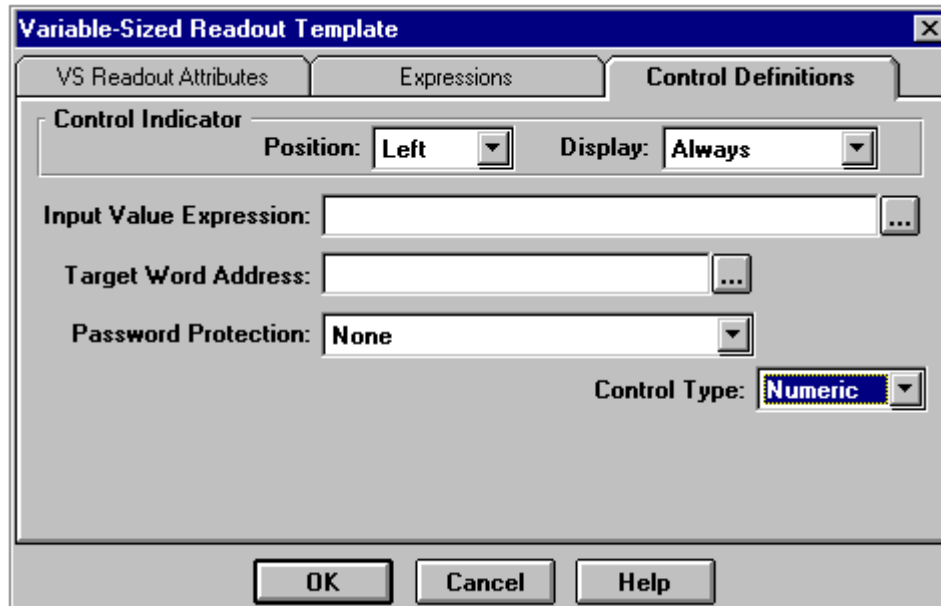 Variable-Sized Readout Template
VS Readout Attributes Expressions Control Definitions
Control Indicator
Position: Left Display: Always
Input Value Expression: ...
Target Word Address: ...
Password Protection: None
Control Type: Numeric
OK Cancel Help